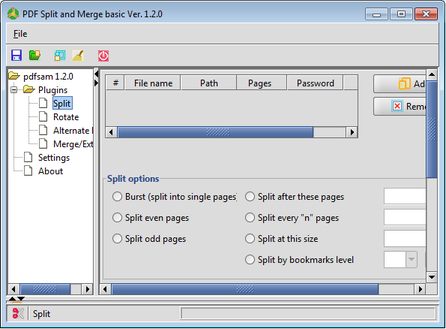 PDF Split and Merge basic Ver. 1.2.0
File
pdfsam 1.2.0
Plugins
Split
Rotate
Alternate
Merge/Ext
Settings
About
# File name Path Pages Password
Ad
Rem
Split options
Burst (split into single pages) Split after these pages
Split even pages Split every "n" pages
Split odd pages Split at this size
Split by bookmarks level
Split